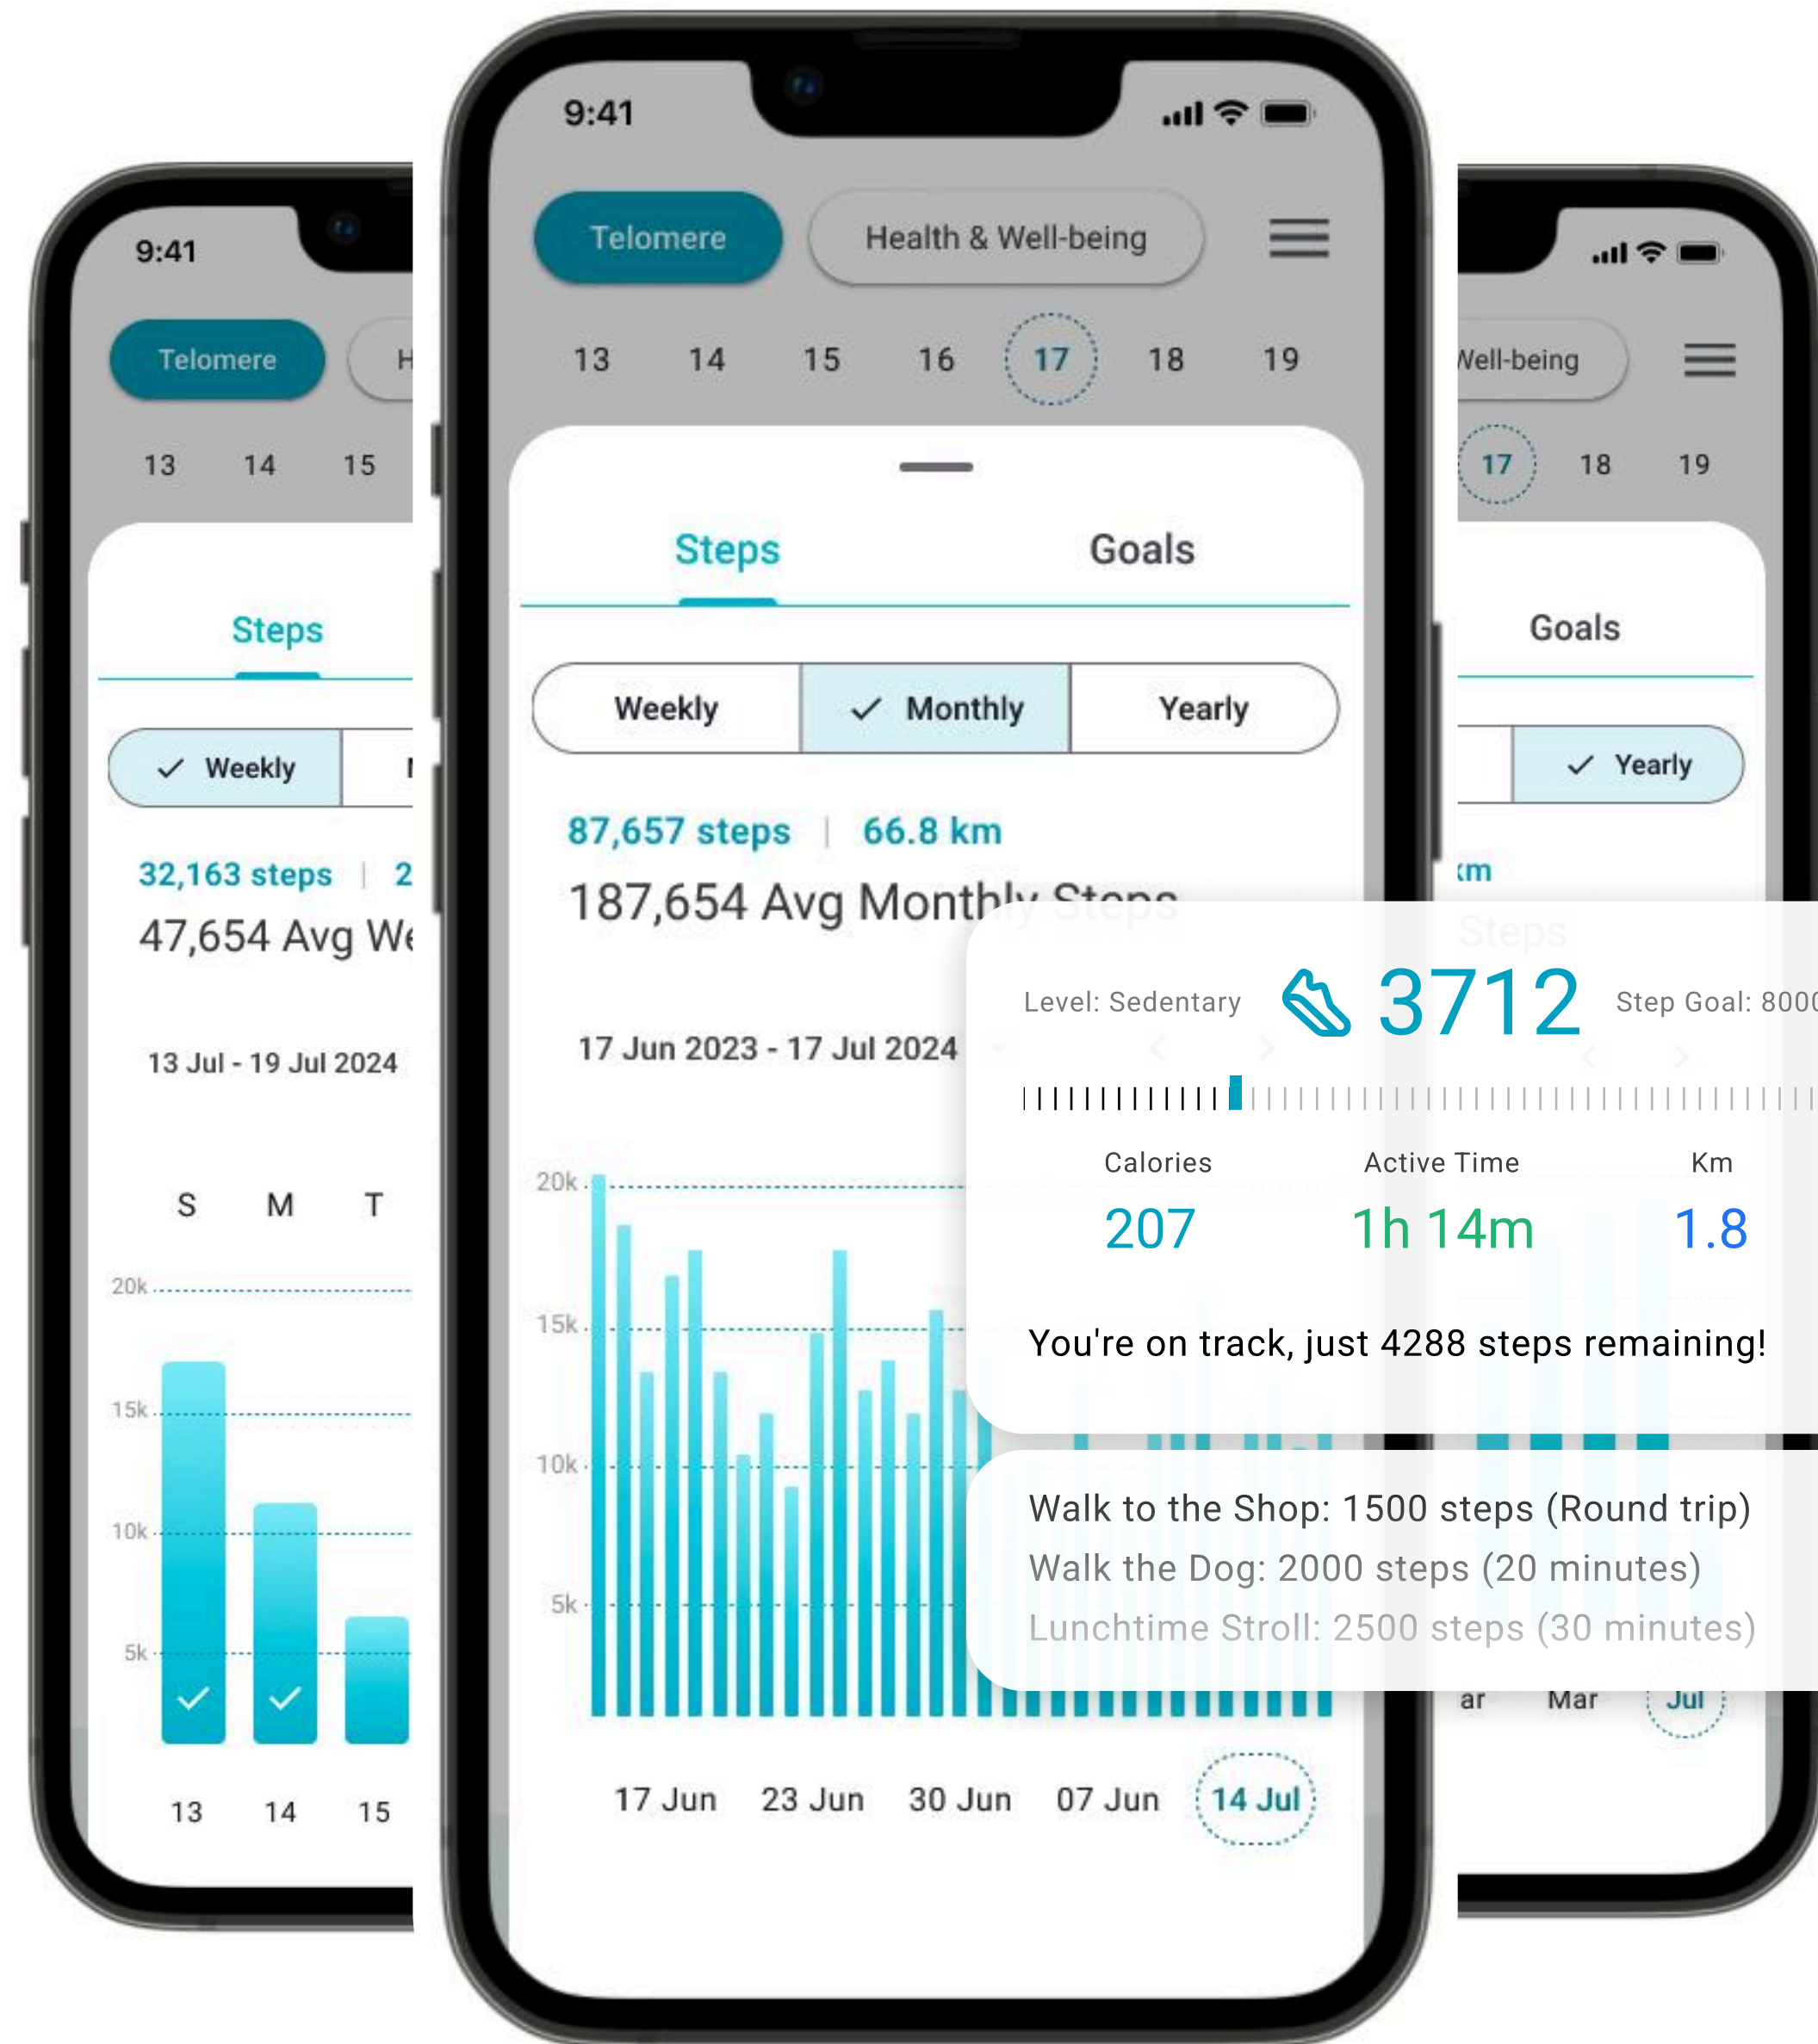 9:41
Telomere
H
13 14 15
Steps
Weekly
32,163 steps | 2
47,654 Avg We
13 Jul - 19 Jul 2024
S M T
20k
15k
10k
5k
13 14 15
9:41
Telomere Health & Well-being
13 14 15 16 17 18 19
Steps Goals
Weekly Monthly Yearly
87,657 steps | 66.8 km
187,654 Avg Monthly Steps
17 Jun 2023 - 17 Jul 2024
20k
15k
10k
5k
17 Jun 23 Jun 30 Jun 07 Jun 14 Jul
Well-being
17 18 19
Goals
Yearly
km
Steps
ar Mar Jul
Level: Sedentary 3712 Step Goal: 8000
Calories Active Time Km
207 1h 14m 1.8
You're on track, just 4288 steps remaining!
Walk to the Shop: 1500 steps (Round trip)
Walk the Dog: 2000 steps (20 minutes)
Lunchtime Stroll: 2500 steps (30 minutes)